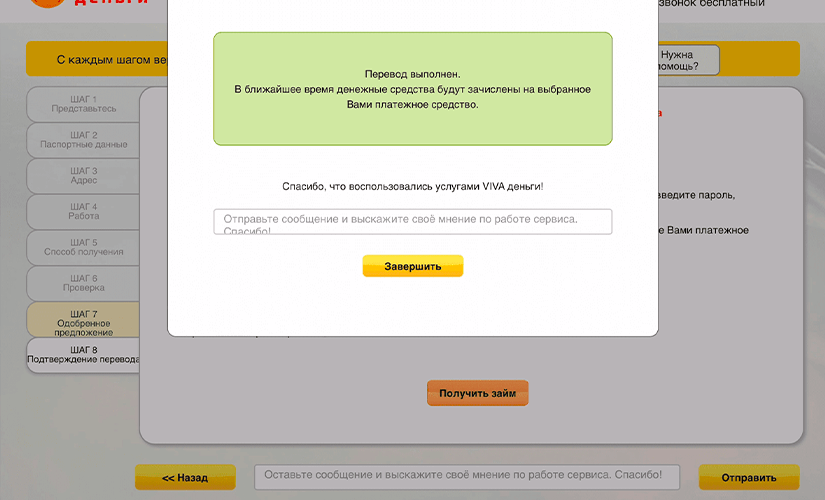 деньги
звонок бесплатный
С каждым шагом ве
Нужна
помощь?
Перевод выполнен.
В ближайшее время денежные средства будут зачислены на выбранное
Вами платежное средство.
Спасибо, что воспользовались услугами VIVA деньги!
Отправьте сообщение и выскажите своё мнение по работе сервиса.
Спасибо!
Завершить
ШАГ 1
Представьтесь
ШАГ 2
Паспортные данные
ШАГ 3
Адрес
ШАГ 4
Работа
ШАГ 5
Способ получения
ШАГ 6
Проверка
ШАГ 7
Одобренное
предложение
ШАГ 8
Подтверждение перевода
а
введите пароль,
е Вами платежное
Получить займ
<< Назад
Оставьте сообщение и выскажите своё мнение по работе сервиса. Спасибо!
Отправить